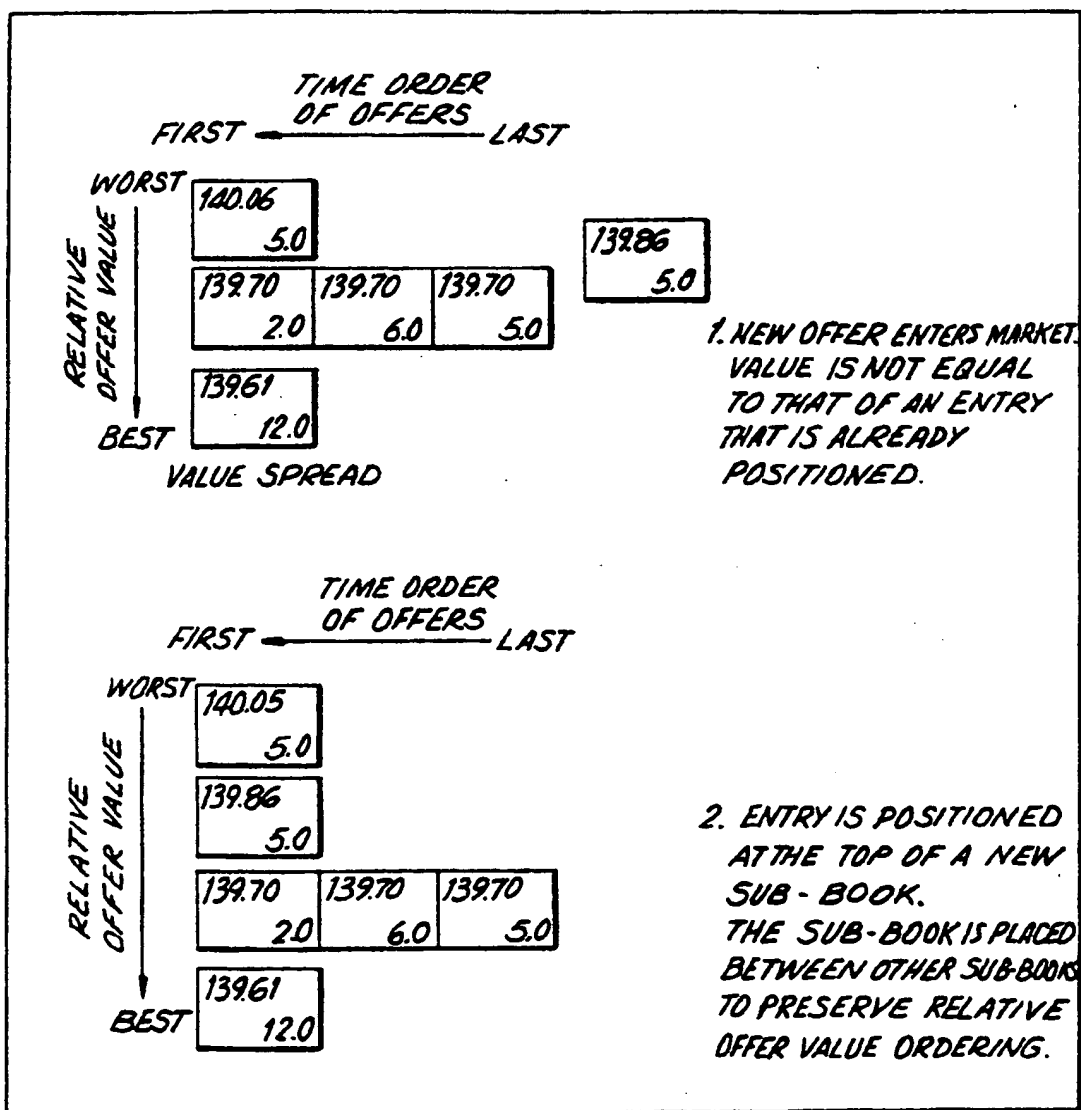 TIME ORDER
OF OFFERS
FIRST LAST
WORST
RELATIVE
OFFER VALUE
BEST
140.06
5.0
139.86
5.0
139.70 139.70 139.70
2.0 6.0 5.0
139.61
12.0
VALUE SPREAD
1. NEW OFFER ENTERS MARKET.
VALUE IS NOT EQUAL
TO THAT OF AN ENTRY
THAT IS ALREADY
POSITIONED.
TIME ORDER
OF OFFERS
FIRST LAST
WORST
RELATIVE
OFFER VALUE
BEST
140.05
5.0
139.86
5.0
139.70 139.70 139.70
2.0 6.0 5.0
139.61
12.0
2. ENTRY IS POSITIONED
AT THE TOP OF A NEW
SUB-BOOK.
THE SUB-BOOK IS PLACED
BETWEEN OTHER SUB-BOOKS
TO PRESERVE RELATIVE
OFFER VALUE ORDERING.